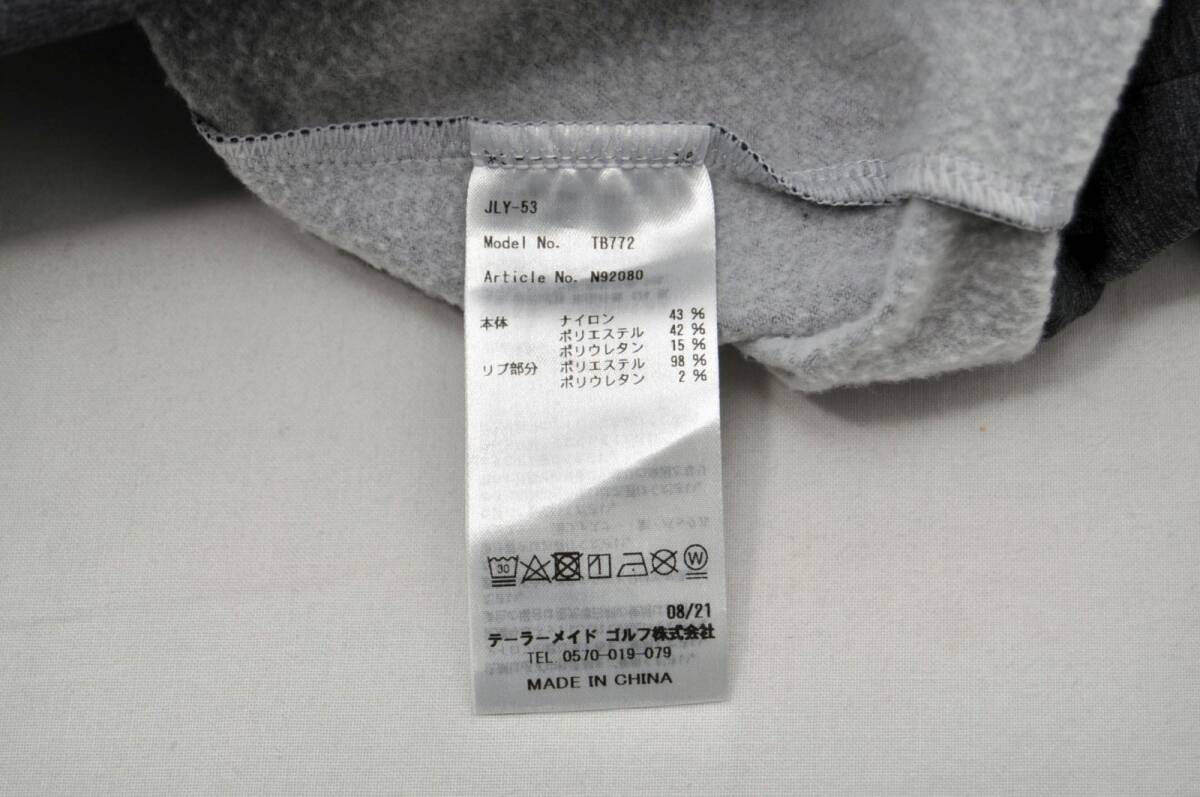 JLY-53
Model No. TB772
Article No. N92080
本体 ナイロン 43 %
ポリエステル 42 %
ポリウレタン 15 %
リブ部分 ポリエステル 98 %
ポリウレタン 2 %
30 W
08/21
テーラーメイド ゴルフ株式会社
TEL 0570-019-079
MADE IN CHINA